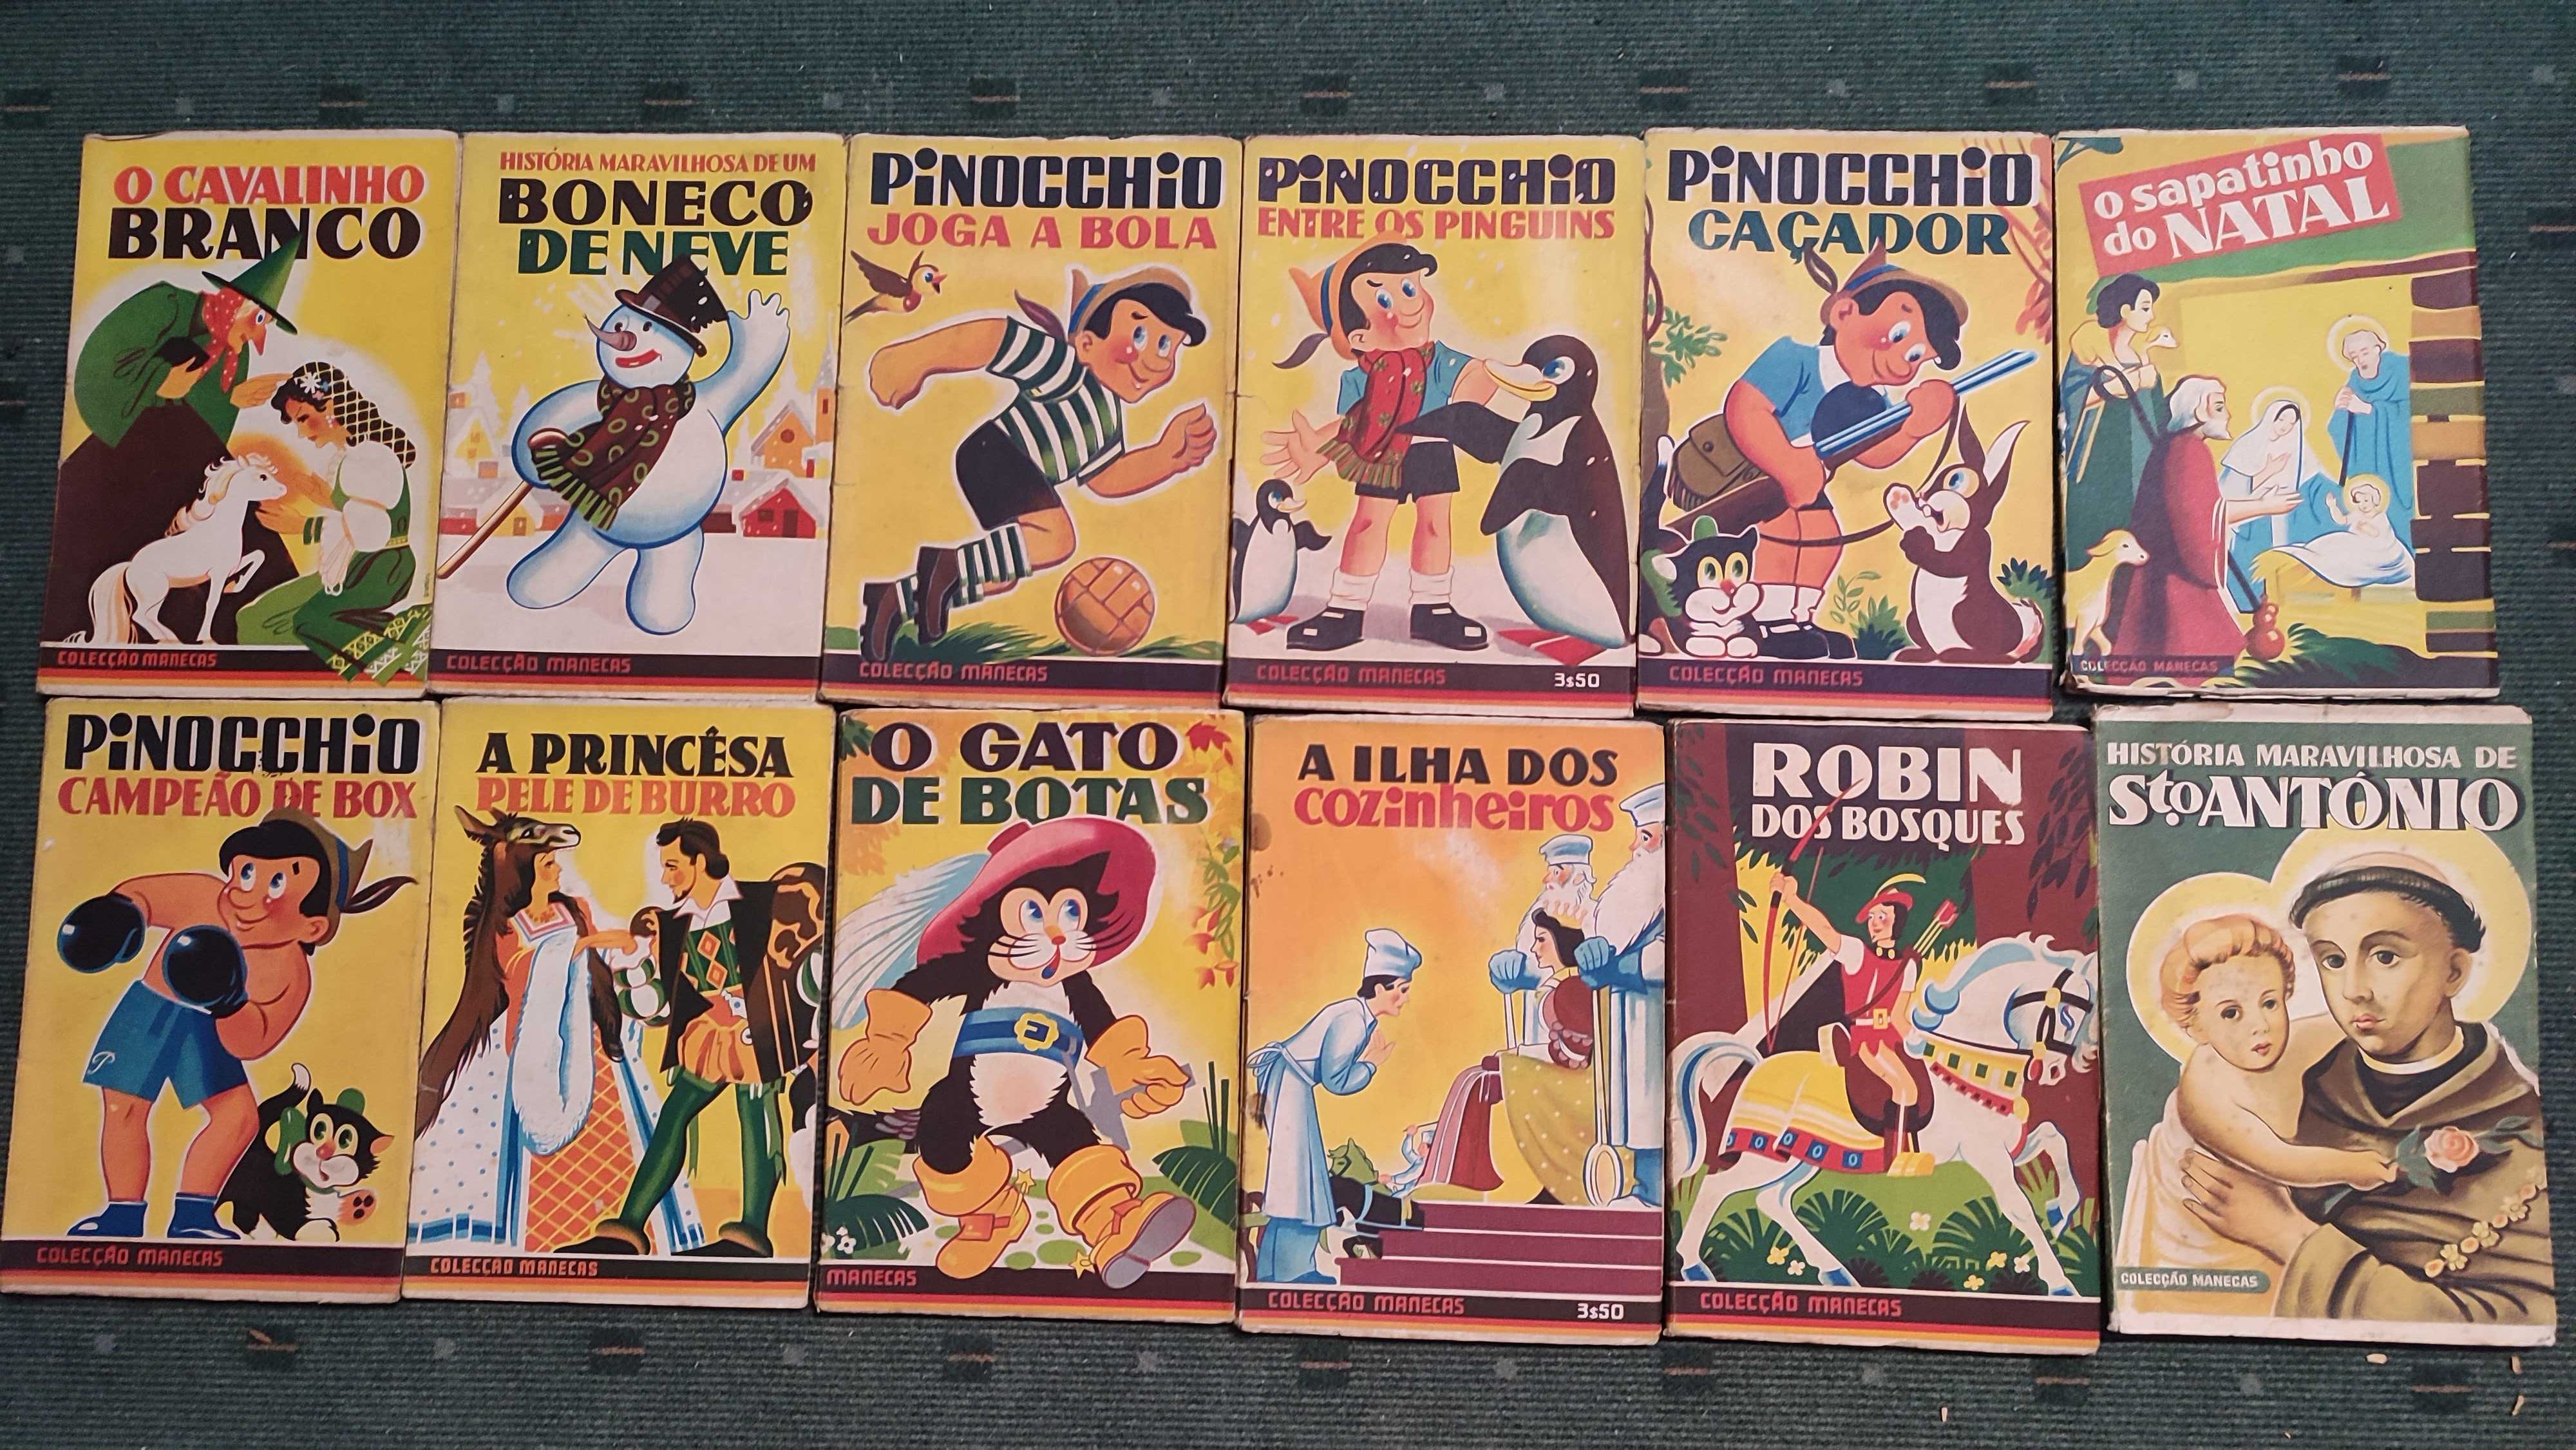 O CAVALINHO
BRANCO
COLECÇÃO MANECAS
HISTÓRIA MARAVILHOSA DE UM
BONECO
DE NEVE
COLECÇÃO MANECAS
PINOCCHIO
JOGA A BOLA
COLECÇÃO MANECAS
PINOCCHIO
ENTRE OS PINGUINS
COLECÇÃO MANECAS
3$50
PINOCCHIO
CAÇADOR
COLECÇÃO MANECAS
O sapatinho
do NATAL
COLECÇÃO MANECAS
PINOCCHIO
CAMPEÃO DE BOX
P
COLECÇÃO MANECAS
A PRINCÊSA
PELE DE BURRO
COLECÇÃO MANECAS
O GATO
DE BOTAS
MANECAS
A ILHA DOS
cozinheiros
COLECÇÃO MANECAS
3$50
ROBIN
DOS BOSQUES
COLECÇÃO MANECAS
HISTÓRIA MARAVILHOSA DE
Sto ANTÔNIO
COLECÇÃO MANECAS